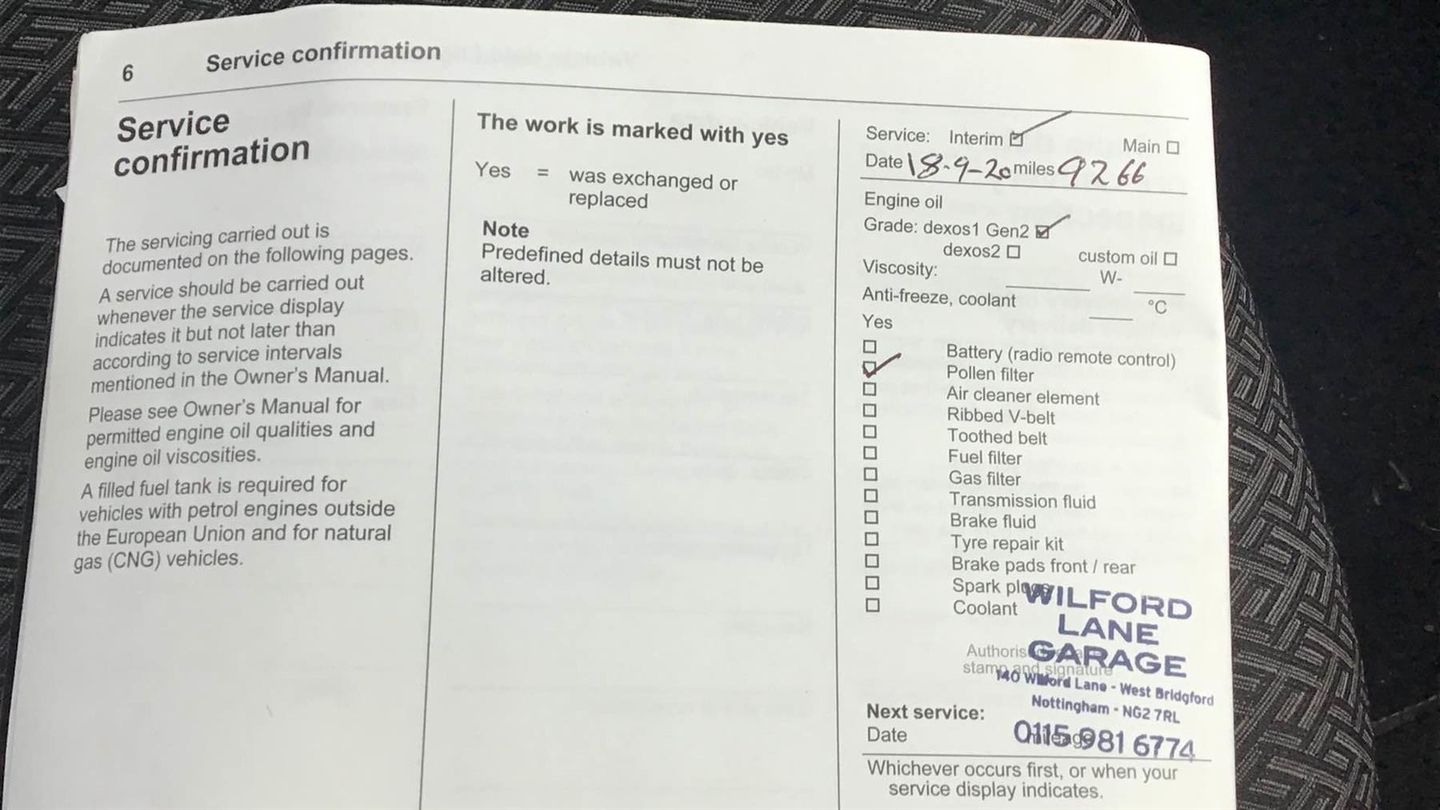 6 Service confirmation
Service
confirmation
The servicing carried out is
documented on the following pages.
A service should be carried out
whenever the service display
indicates it but not later than
according to service intervals
mentioned in the Owner's Manual.
Please see Owner's Manual for
permitted engine oil qualities and
engine oil viscosities.
A filled fuel tank is required for
vehicles with petrol engines outside
the European Union and for natural
gas (CNG) vehicles.
The work is marked with yes
Yes = was exchanged or
replaced
Note
Predefined details must not be
altered.
Service: Interim ☑ Main ☐
Date 18-9-20 miles 9266
Engine oil
Grade: dexos1 Gen2 ☑
dexos2 ☐ custom oil ☐
Viscosity: ____ W- ____
Anti-freeze, coolant ____ °C
Yes
☐ Battery (radio remote control)
☑ Pollen filter
☐ Air cleaner element
☐ Ribbed V-belt
☐ Toothed belt
☐ Fuel filter
☐ Gas filter
☐ Transmission fluid
☐ Brake fluid
☐ Tyre repair kit
☐ Brake pads front / rear
☐ Spark plugs
☐ Coolant
WILFORD
LANE
GARAGE
140 Wilford Lane - West Bridgford
Nottingham - NG2 7RL
0115 981 6774
stamp and signature
Next service:
Date mileage
Whichever occurs first, or when your
service display indicates.